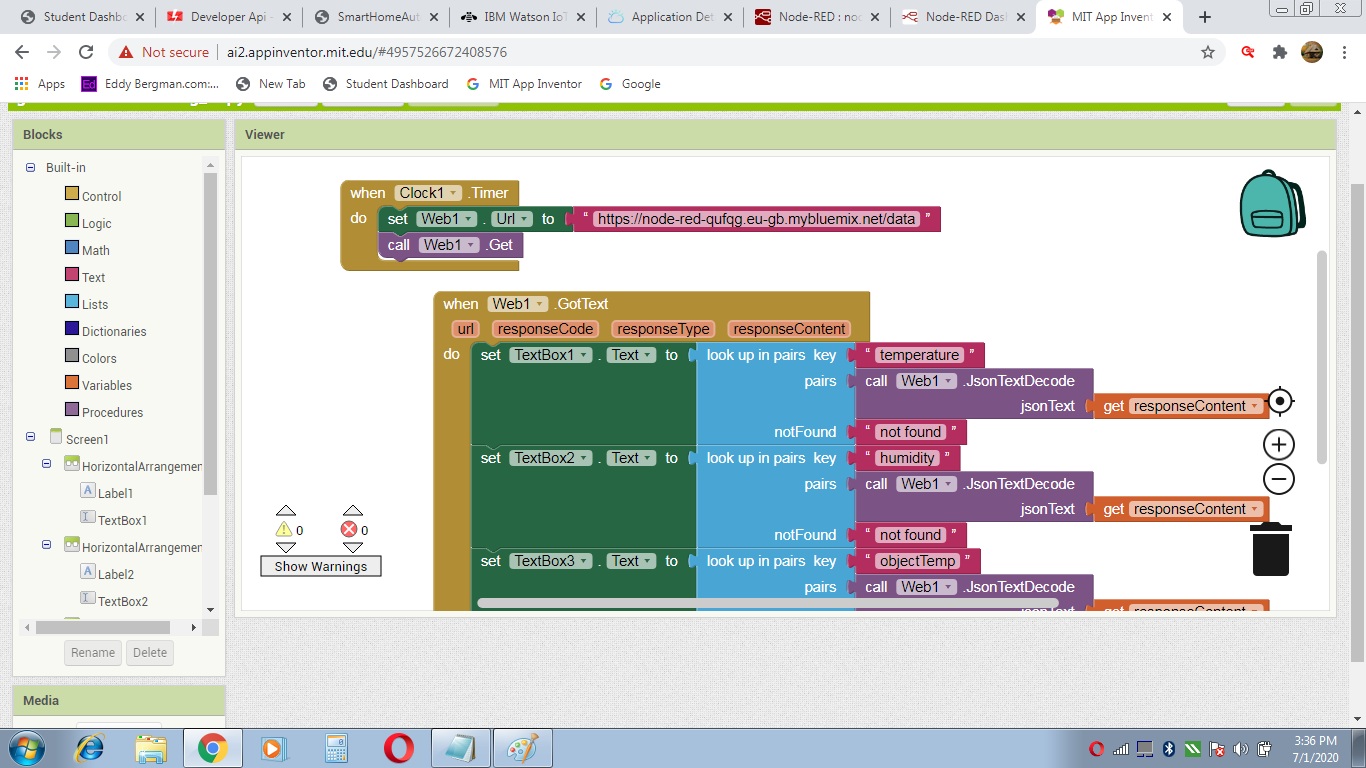 Student Dashbo
Developer Api -
SmartHomeAut
IBM Watson IoT
Application Det
Node-RED : nod
Node-RED Dash
MIT App Invent
Not secure
ai2.appinventor.mit.edu/#4957526672408576
Apps
Eddy Bergman.com:...
New Tab
Student Dashboard
MIT App Inventor
Google
Blocks
Built-in
Control
Logic
Math
Text
Lists
Dictionaries
Colors
Variables
Procedures
Screen1
HorizontalArrangemen
Label1
TextBox1
HorizontalArrangemen
Label2
TextBox2
Rename Delete
Media
Viewer
when Clock1 .Timer
do set Web1 . Url to “ https://node-red-qufqg.eu-gb.mybluemix.net/data ”
call Web1 .Get
when Web1 .GotText
url responseCode responseType responseContent
do set TextBox1 . Text to look up in pairs key “ temperature ”
pairs call Web1 .JsonTextDecode
jsonText get responseContent
notFound “ not found ”
set TextBox2 . Text to look up in pairs key “ humidity ”
pairs call Web1 .JsonTextDecode
jsonText get responseContent
notFound “ not found ”
set TextBox3 . Text to look up in pairs key “ objectTemp ”
pairs call Web1 .JsonTextDecode
jsonText get responseContent
0 0
Show Warnings
3:36 PM
7/1/2020